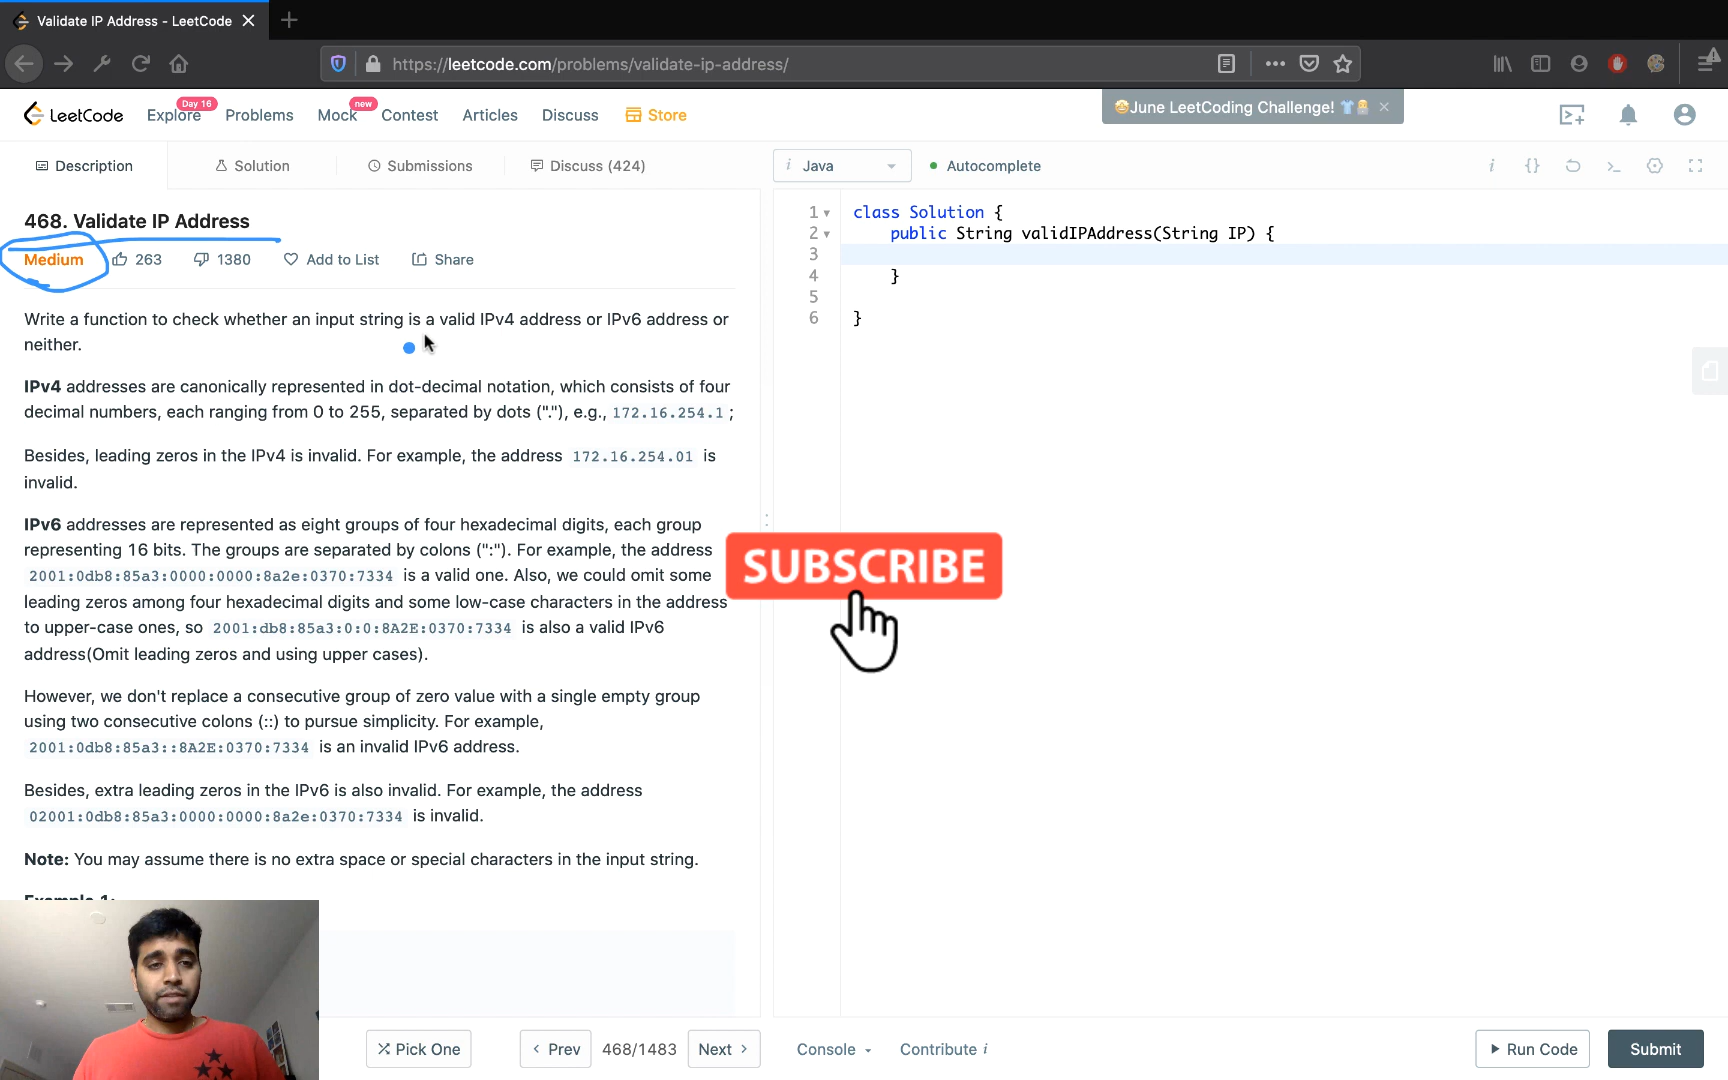 Validate IP Address - LeetCode
https://leetcode.com/problems/validate-ip-address/
LeetCode
Explore
Day 16
Problems
Mock
new
Contest
Articles
Discuss
Store
🤩June LeetCoding Challenge!
Description
Solution
Submissions
Discuss (424)
i Java
Autocomplete
468. Validate IP Address
Medium
263
1380
Add to List
Share
Write a function to check whether an input string is a valid IPv4 address or IPv6 address or
neither.
IPv4 addresses are canonically represented in dot-decimal notation, which consists of four
decimal numbers, each ranging from 0 to 255, separated by dots ("."), e.g., 172.16.254.1 ;
Besides, leading zeros in the IPv4 is invalid. For example, the address 172.16.254.01 is
invalid.
IPv6 addresses are represented as eight groups of four hexadecimal digits, each group
representing 16 bits. The groups are separated by colons (":"). For example, the address
2001:0db8:85a3:0000:0000:8a2e:0370:7334 is a valid one. Also, we could omit some
leading zeros among four hexadecimal digits and some low-case characters in the address
to upper-case ones, so 2001:db8:85a3:0:0:8A2E:0370:7334 is also a valid IPv6
address(Omit leading zeros and using upper cases).
However, we don't replace a consecutive group of zero value with a single empty group
using two consecutive colons (::) to pursue simplicity. For example,
2001:0db8:85a3::8A2E:0370:7334 is an invalid IPv6 address.
Besides, extra leading zeros in the IPv6 is also invalid. For example, the address
02001:0db8:85a3:0000:0000:8a2e:0370:7334 is invalid.
Note: You may assume there is no extra space or special characters in the input string.
Example 1:
1 class Solution {
2 public String validIPAddress(String IP) {
3
4 }
5
6 }
SUBSCRIBE
Pick One
< Prev
468/1483
Next >
Console
Contribute i
Run Code
Submit